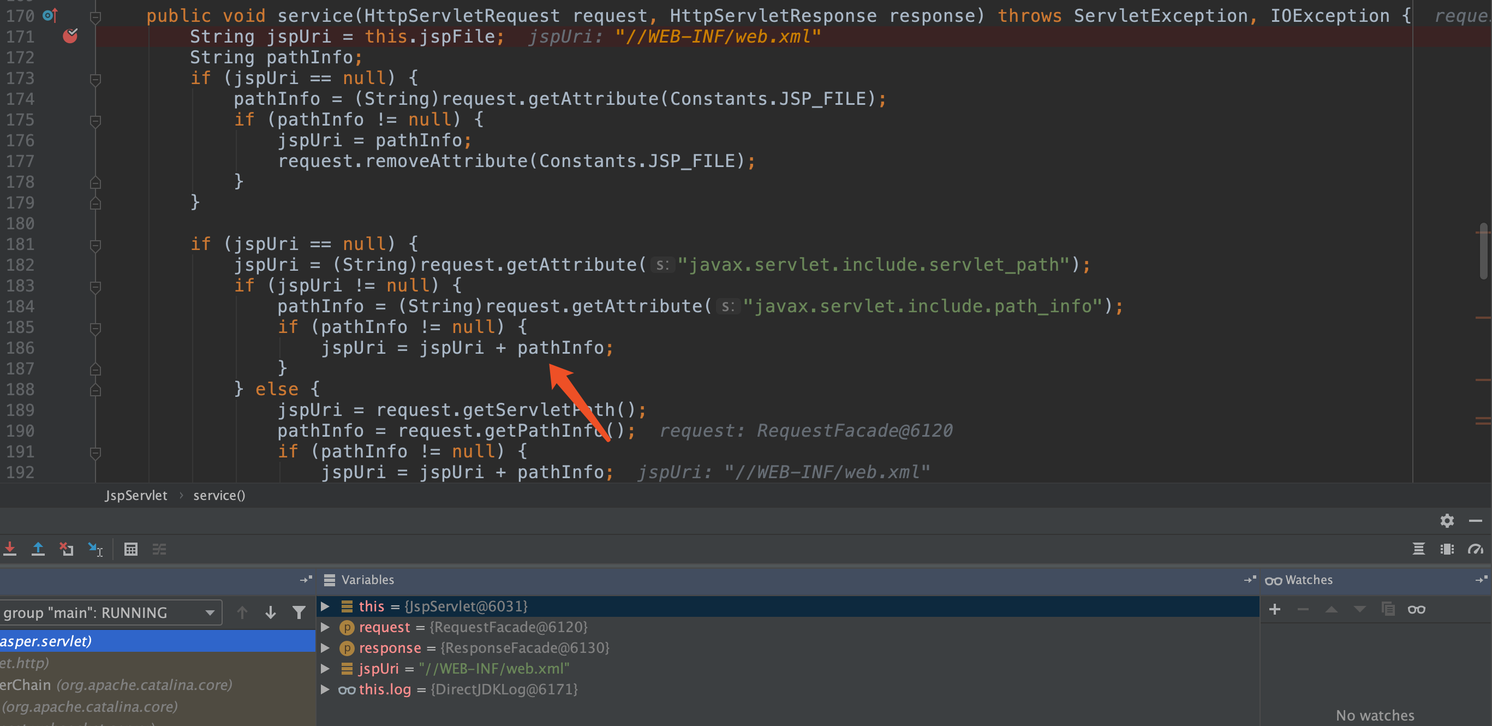 170 public void service(HttpServletRequest request, HttpServletResponse response) throws ServletException, IOException { reque
171 String jspUri = this.jspFile; jspUri: "//WEB-INF/web.xml"
172 String pathInfo;
173 if (jspUri == null) {
174 pathInfo = (String)request.getAttribute(Constants.JSP_FILE);
175 if (pathInfo != null) {
176 jspUri = pathInfo;
177 request.removeAttribute(Constants.JSP_FILE);
178 }
179 }
180
181 if (jspUri == null) {
182 jspUri = (String)request.getAttribute( s: "javax.servlet.include.servlet_path");
183 if (jspUri != null) {
184 pathInfo = (String)request.getAttribute( s: "javax.servlet.include.path_info");
185 if (pathInfo != null) {
186 jspUri = jspUri + pathInfo;
187 }
188 } else {
189 jspUri = request.getServletPath();
190 pathInfo = request.getPathInfo(); request: RequestFacade@6120
191 if (pathInfo != null) {
192 jspUri = jspUri + pathInfo; jspUri: "//WEB-INF/web.xml"
JspServlet › service()
Variables
Watches
group "main": RUNNING
asper.servlet)
et.http)
erChain (org.apache.catalina.core)
(org.apache.catalina.core)
this = {JspServlet@6031}
request = {RequestFacade@6120}
response = {ResponseFacade@6130}
jspUri = "//WEB-INF/web.xml"
this.log = {DirectJDKLog@6171}
No watches